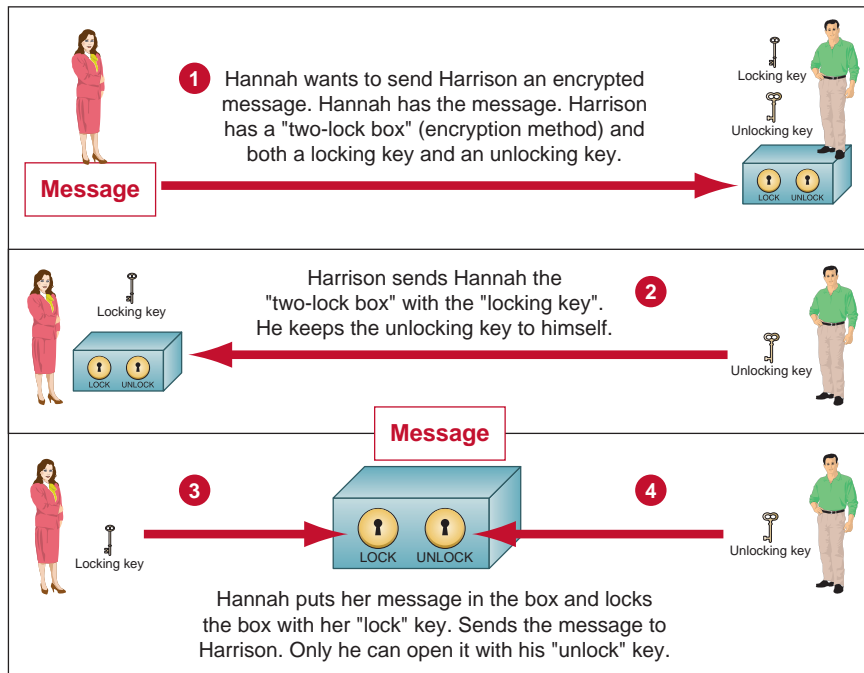 1
Hannah wants to send Harrison an encrypted
message. Hannah has the message. Harrison
has a "two-lock box" (encryption method) and
both a locking key and an unlocking key.
Message
Locking key
Unlocking key
LOCK UNLOCK
Locking key
LOCK UNLOCK
Harrison sends Hannah the
"two-lock box" with the "locking key".
He keeps the unlocking key to himself.
2
Unlocking key
Message
3
4
Locking key
LOCK UNLOCK
Unlocking key
Hannah puts her message in the box and locks
the box with her "lock" key. Sends the message to
Harrison. Only he can open it with his "unlock" key.